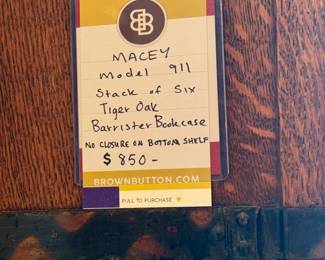 BB
MACEY
Model 911
Stack of Six
Tiger Oak
Barrister Bookcase
NO CLOSURE ON BOTTOM SHELF
$850-
BROWNBUTTON.COM
PULL TO PURCHASE